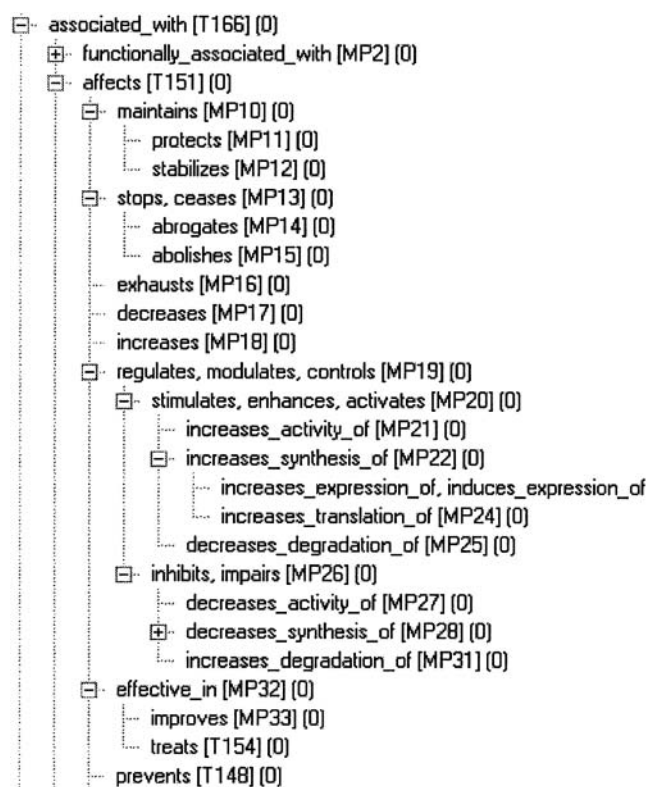 associated_with [T166] (0)
functionally_associated_with [MP2] (0)
affects [T151] (0)
maintains [MP10] (0)
protects [MP11] (0)
stabilizes [MP12] (0)
stops, ceases [MP13] (0)
abrogates [MP14] (0)
abolishes [MP15] (0)
exhausts [MP16] (0)
decreases [MP17] (0)
increases [MP18] (0)
regulates, modulates, controls [MP19] (0)
stimulates, enhances, activates [MP20] (0)
increases_activity_of [MP21] (0)
increases_synthesis_of [MP22] (0)
increases_expression_of, induces_expression_of
increases_translation_of [MP24] (0)
decreases_degradation_of [MP25] (0)
inhibits, impairs [MP26] (0)
decreases_activity_of [MP27] (0)
decreases_synthesis_of [MP28] (0)
increases_degradation_of [MP31] (0)
effective_in [MP32] (0)
improves [MP33] (0)
treats [T154] (0)
prevents [T148] (0)